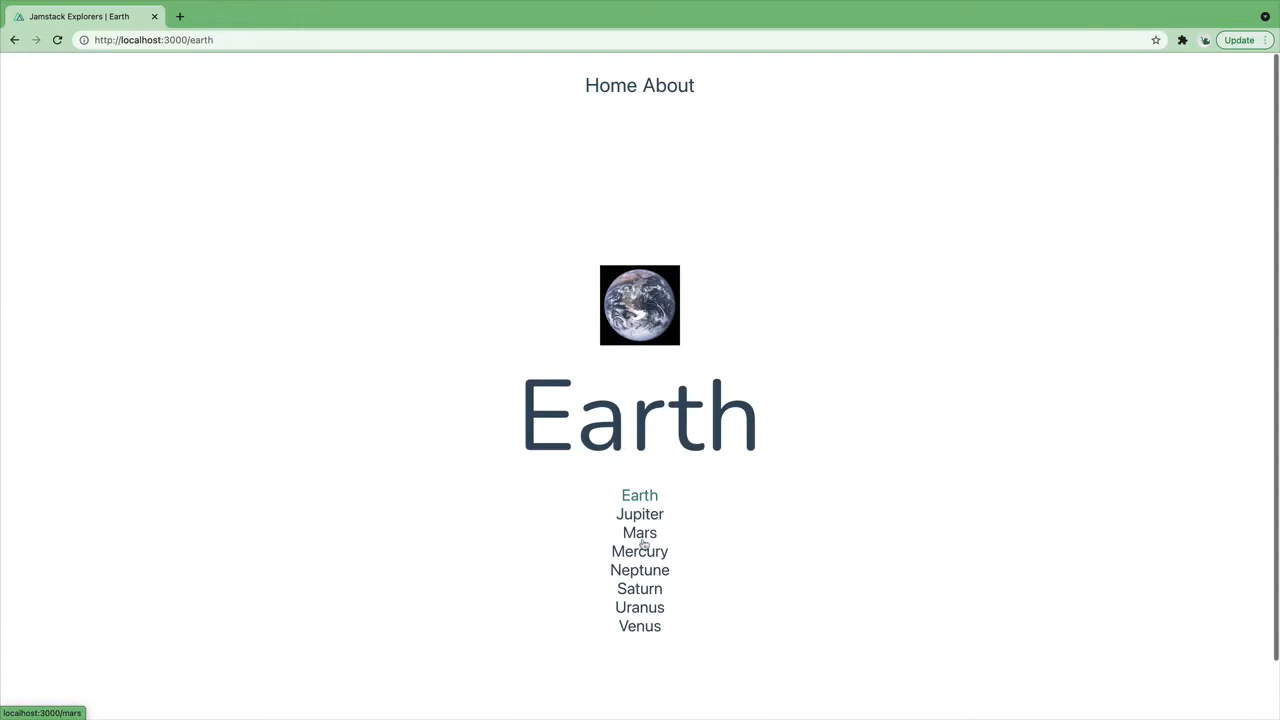 Jamstack Explorers | Earth
http://localhost:3000/earth
Update
Home About
Earth
Earth
Jupiter
Mars
Mercury
Neptune
Saturn
Uranus
Venus
localhost:3000/mars